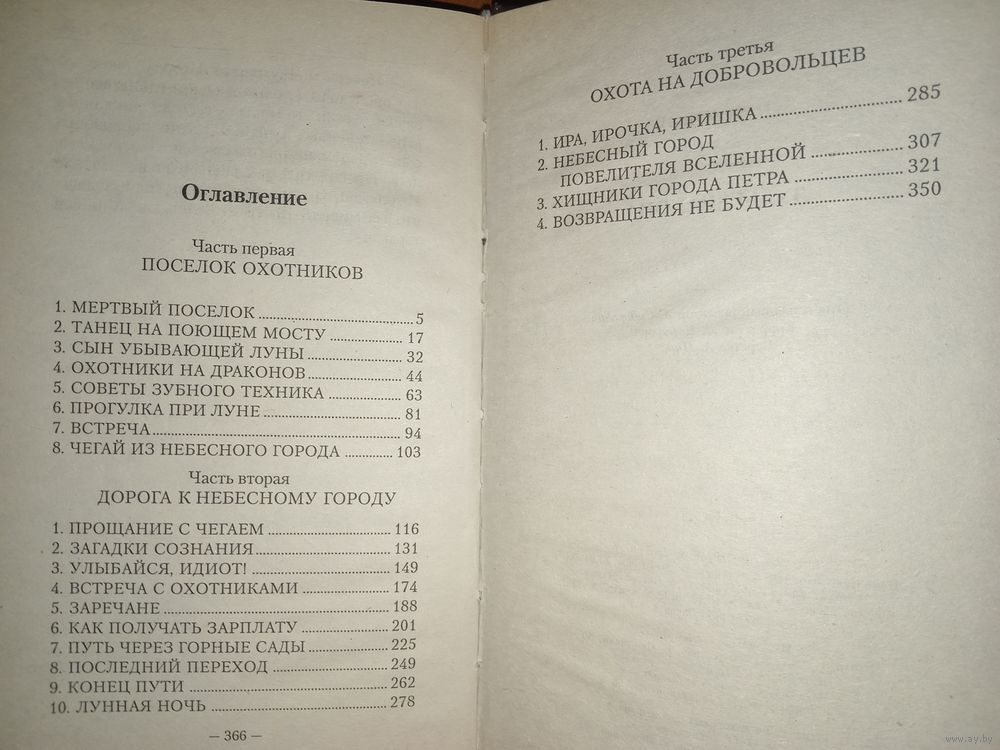 Оглавление
Часть первая
ПОСЕЛОК ОХОТНИКОВ
1. МЕРТВЫЙ ПОСЕЛОК 5
2. ТАНЕЦ НА ПОЮЩЕМ МОСТУ 17
3. СЫН УБЫВАЮЩЕЙ ЛУНЫ 32
4. ОХОТНИКИ НА ДРАКОНОВ 44
5. СОВЕТЫ ЗУБНОГО ТЕХНИКА 63
6. ПРОГУЛКА ПРИ ЛУНЕ 81
7. ВСТРЕЧА 94
8. ЧЕГАЙ ИЗ НЕБЕСНОГО ГОРОДА 103
Часть вторая
ДОРОГА К НЕБЕСНОМУ ГОРОДУ
1. ПРОЩАНИЕ С ЧЕГАЕМ 116
2. ЗАГАДКИ СОЗНАНИЯ 131
3. УЛЫБАЙСЯ, ИДИОТ! 149
4. ВСТРЕЧА С ОХОТНИКАМИ 174
5. ЗАРЕЧАНЕ 188
6. КАК ПОЛУЧАТЬ ЗАРПЛАТУ 201
7. ПУТЬ ЧЕРЕЗ ГОРНЫЕ САДЫ 225
8. ПОСЛЕДНИЙ ПЕРЕХОД 249
9. КОНЕЦ ПУТИ 262
10. ЛУННАЯ НОЧЬ 278
– 366 –
Часть третья
ОХОТА НА ДОБРОВОЛЬЦЕВ
1. ИРА, ИРОЧКА, ИРИШКА 285
2. НЕБЕСНЫЙ ГОРОД
ПОВЕЛИТЕЛЯ ВСЕЛЕННОЙ 307
3. ХИЩНИКИ ГОРОДА ПЕТРА 321
4. ВОЗВРАЩЕНИЯ НЕ БУДЕТ 350
www.ay.by